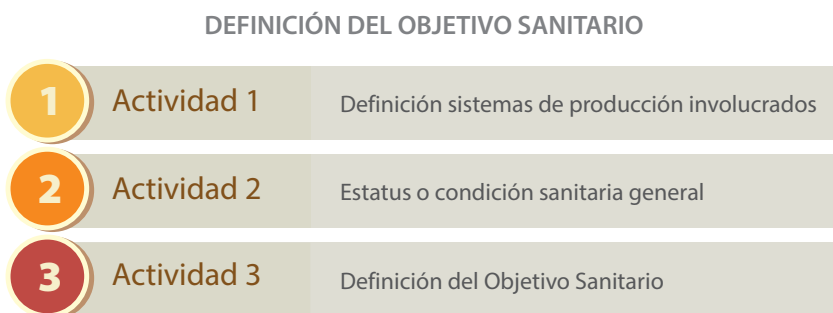 DEFINICIÓN DEL OBJETIVO SANITARIO
1 Actividad 1 Definición sistemas de producción involucrados
2 Actividad 2 Estatus o condición sanitaria general
3 Actividad 3 Definición del Objetivo Sanitario